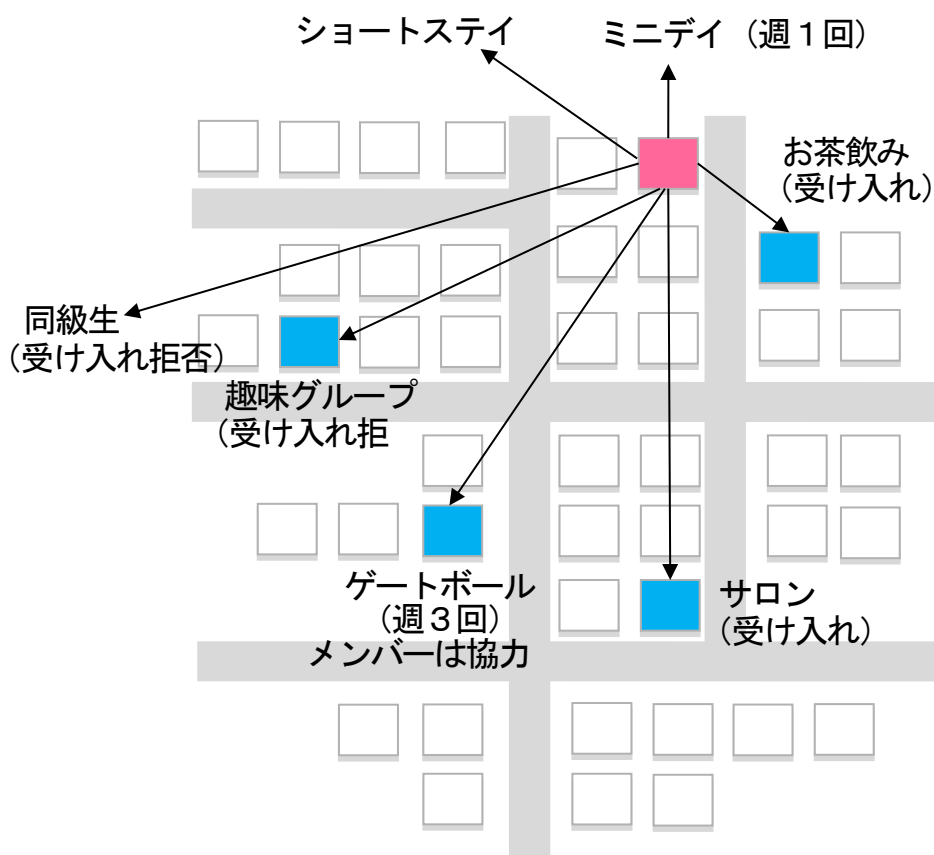 ショートステイ
ミニデイ（週１回）
お茶飲み
（受け入れ）
同級生
（受け入れ拒否）
趣味グループ
（受け入れ拒
ゲートボール
（週３回）
メンバーは協力
サロン
（受け入れ）